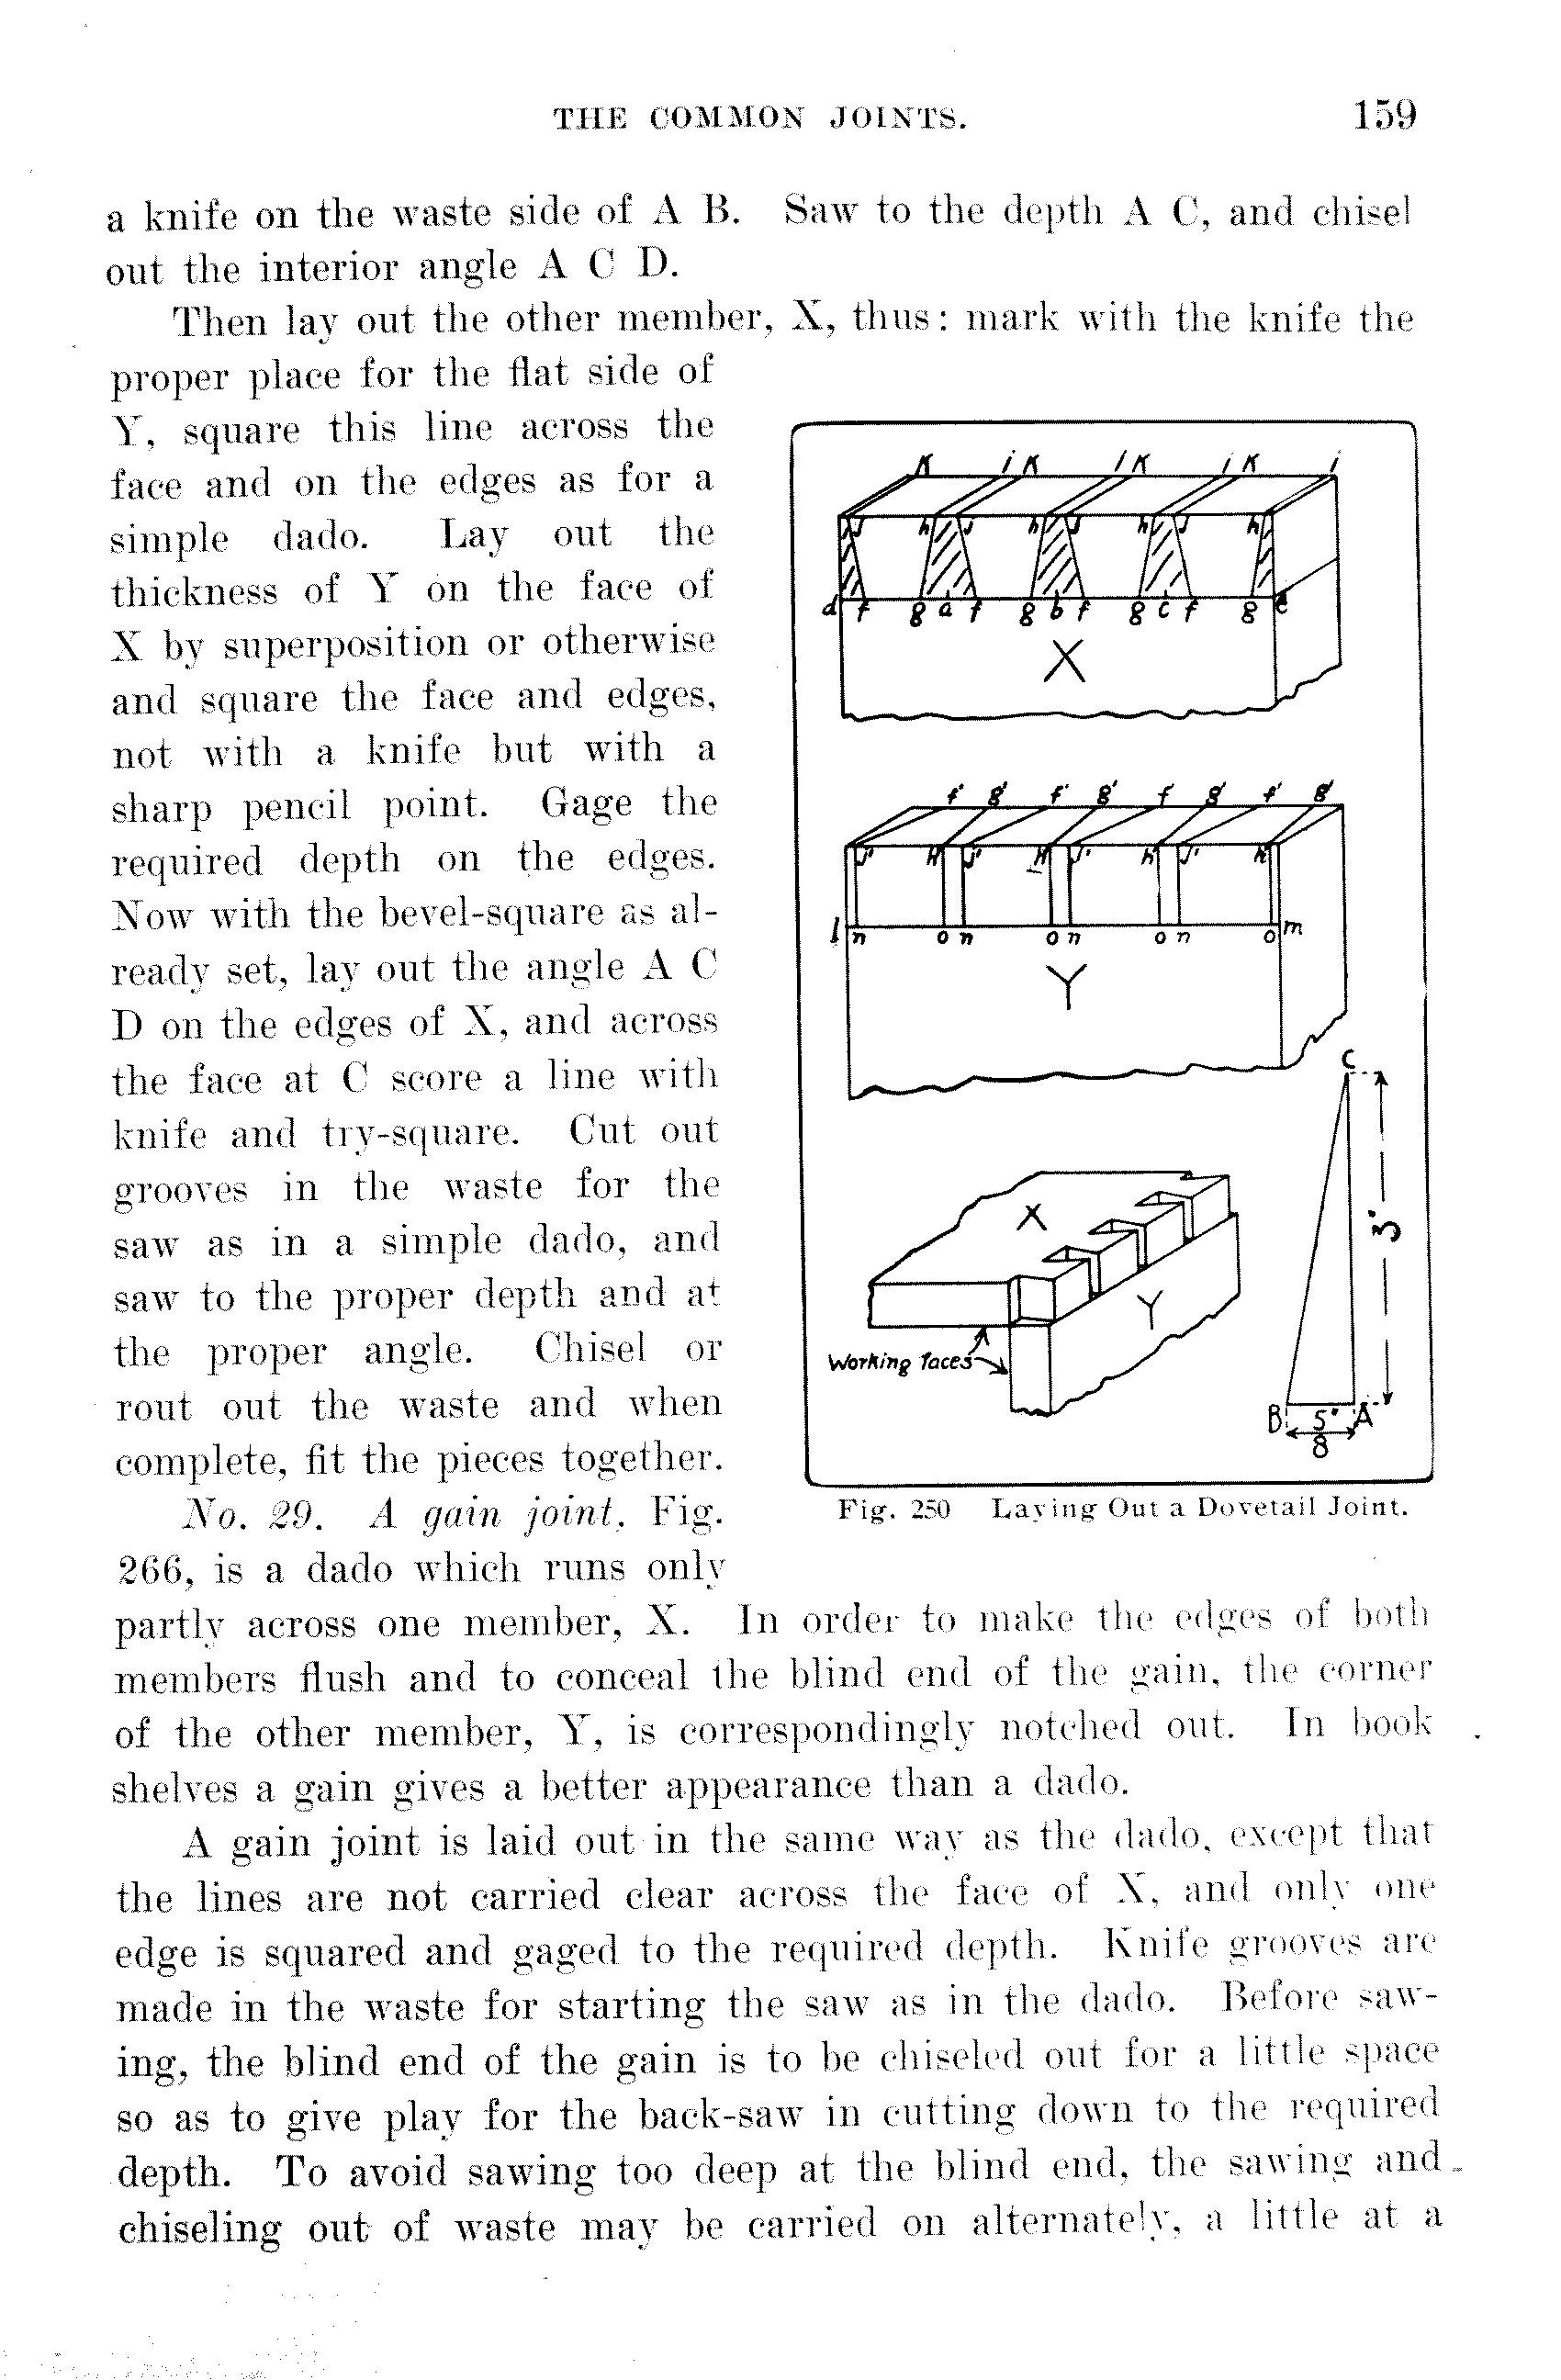 THE COMMON JOINTS. 159
a knife on the waste side of A B. Saw to the depth A C, and chisel
out the interior angle A C D.
Then lay out the other member, X, thus: mark with the knife the
proper place for the flat side of
Y, square this line across the
face and on the edges as for a
simple dado. Lay out the
thickness of Y on the face of
X by superposition or otherwise
and square the face and edges,
not with a knife but with a
sharp pencil point. Gage the
required depth on the edges.
Now with the bevel-square as al-
ready set, lay out the angle A C
D on the edges of X, and across
the face at C score a line with
knife and try-square. Cut out
grooves in the waste for the
saw as in a simple dado, and
saw to the proper depth and at
the proper angle. Chisel or
rout out the waste and when
complete, fit the pieces together.
No. 29. A gain joint, Fig.
266, is a dado which runs only
K i K i K i K i
j h j h j h j h
d f g a f g b f g c f g e
X
f' g' f' g' f g' f' g'
j' h' j' h' j' h' j' h'
l n o n o n o n o m
Y
X
Y
Working faces
C
3"
B 5"/8 A
Fig. 250 Laying Out a Dovetail Joint.
partly across one member, X. In order to make the edges of both
members flush and to conceal the blind end of the gain, the corner
of the other member, Y, is correspondingly notched out. In book
shelves a gain gives a better appearance than a dado.
A gain joint is laid out in the same way as the dado, except that
the lines are not carried clear across the face of X, and only one
edge is squared and gaged to the required depth. Knife grooves are
made in the waste for starting the saw as in the dado. Before saw-
ing, the blind end of the gain is to be chiseled out for a little space
so as to give play for the back-saw in cutting down to the required
depth. To avoid sawing too deep at the blind end, the sawing and
chiseling out of waste may be carried on alternately, a little at a